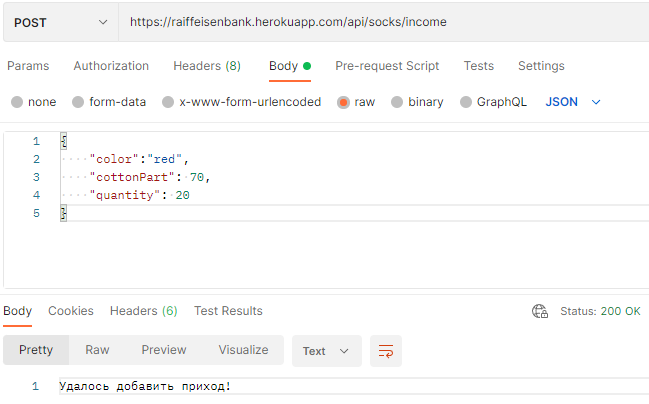 POST https://raiffeisenbank.herokuapp.com/api/socks/income
Params Authorization Headers (8) Body Pre-request Script Tests Settings
none form-data x-www-form-urlencoded raw binary GraphQL JSON
1 {
2 "color":"red",
3 "cottonPart": 70,
4 "quantity": 20
5 }
Body Cookies Headers (6) Test Results Status: 200 OK
Pretty Raw Preview Visualize Text
1 Удалось добавить приход!